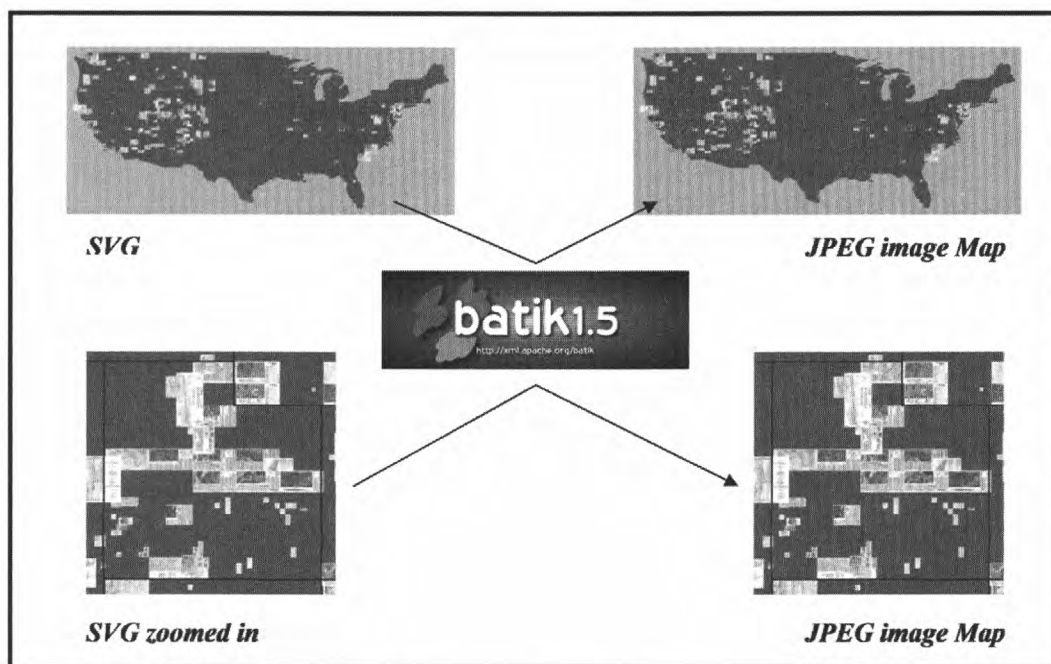 SVG
JPEG image Map
batik1.5
http://xml.apache.org/batik
SVG zoomed in
JPEG image Map